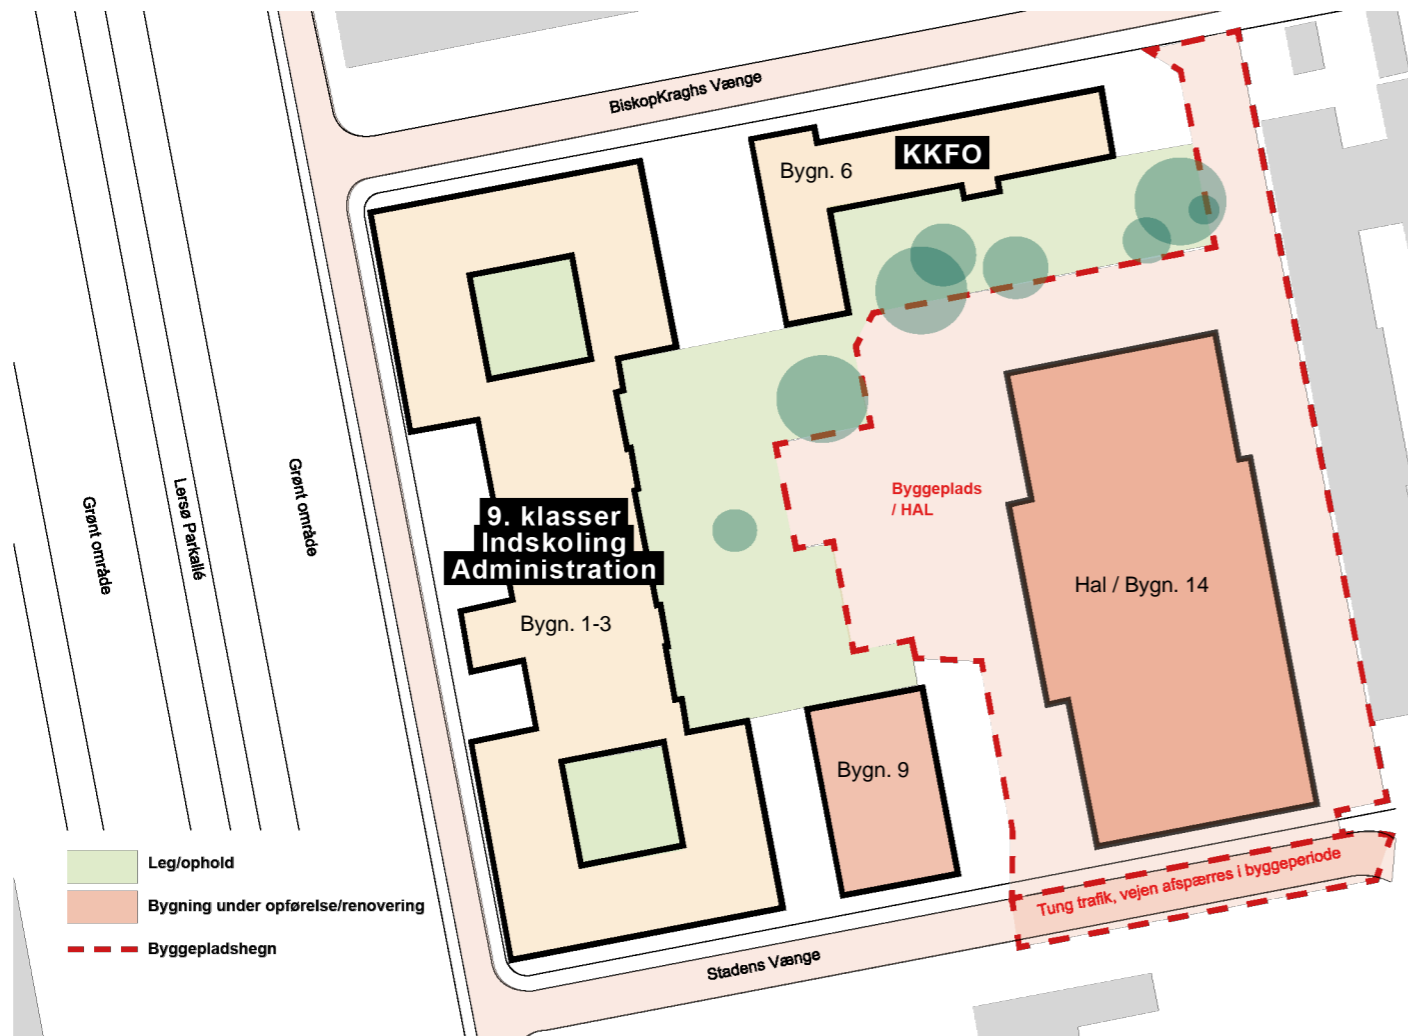 BiskopKraghs Vænge
KKFO
Bygn. 6
Grønt område
Lersø Parkallé
Grønt område
9. klasser
Indskoling
Administration
Bygn. 1-3
Byggeplads
/ HAL
Hal / Bygn. 14
Bygn. 9
Leg/ophold
Bygning under opførelse/renovering
Byggepladshegn
Tung trafik, vejen afspærres i byggeperiode
Stadens Vænge